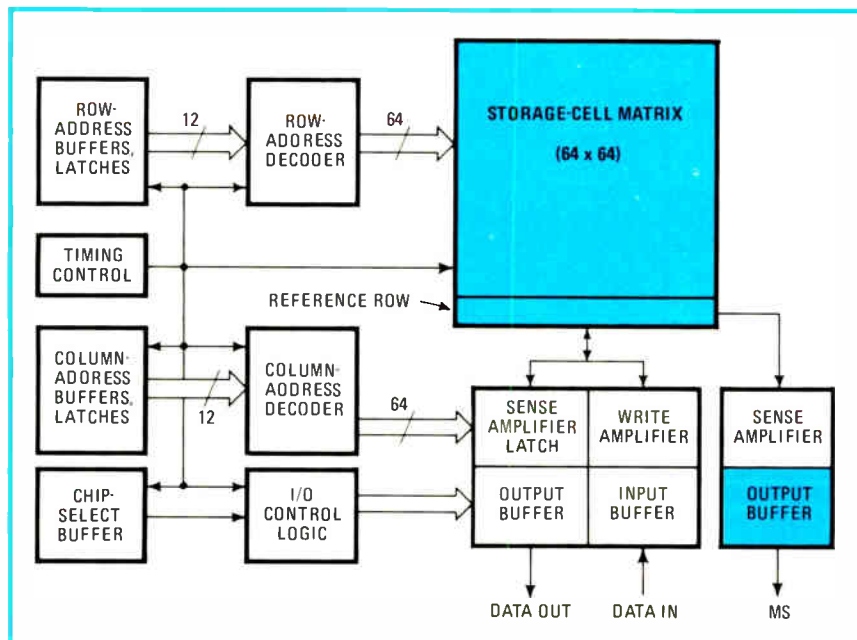 ROW-
ADDRESS
BUFFERS,
LATCHES
12
ROW-
ADDRESS
DECODER
64
STORAGE-CELL MATRIX
(64 x 64)
TIMING
CONTROL
REFERENCE ROW
COLUMN-
ADDRESS
BUFFERS,
LATCHES
12
COLUMN-
ADDRESS
DECODER
64
SENSE
AMPLIFIER
LATCH
WRITE
AMPLIFIER
SENSE
AMPLIFIER
CHIP-
SELECT
BUFFER
I/O
CONTROL
LOGIC
OUTPUT
BUFFER
INPUT
BUFFER
OUTPUT
BUFFER
DATA OUT
DATA IN
MS